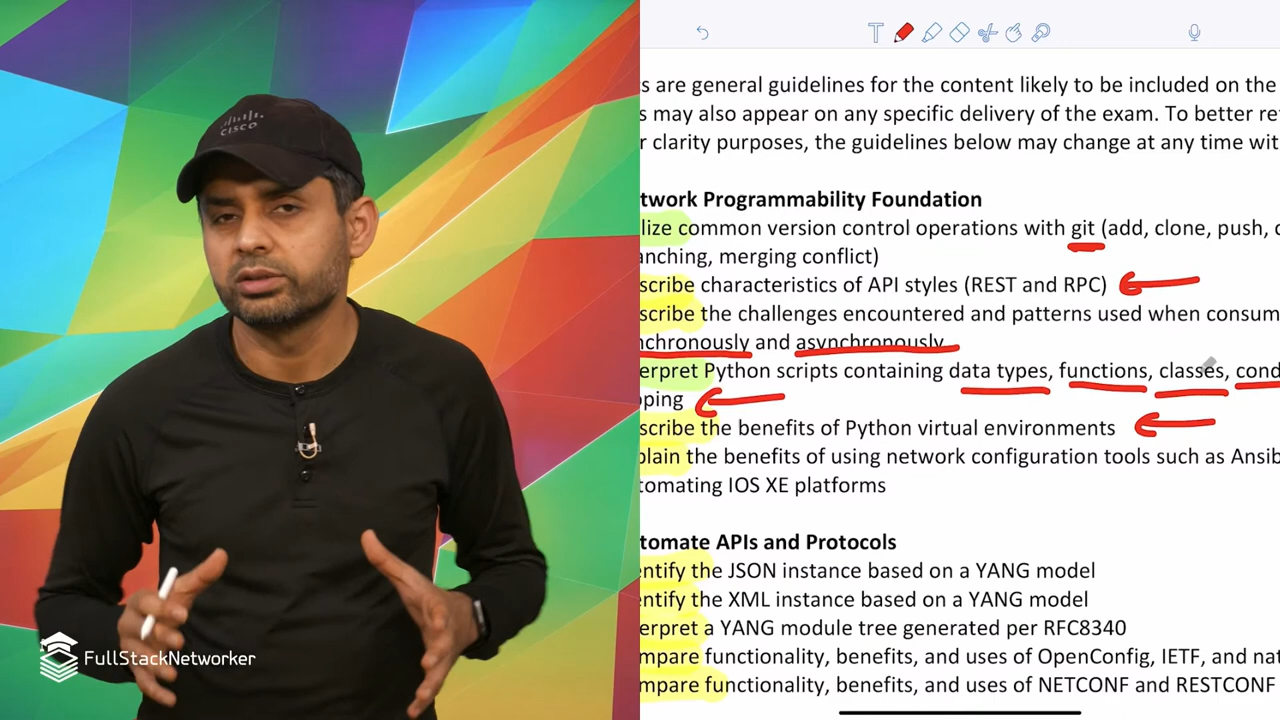 CISCO
FullStackNetworker
s are general guidelines for the content likely to be included on the
s may also appear on any specific delivery of the exam. To better re
r clarity purposes, the guidelines below may change at any time wit
twork Programmability Foundation
lize common version control operations with git (add, clone, push, c
anching, merging conflict)
scribe characteristics of API styles (REST and RPC)
scribe the challenges encountered and patterns used when consum
nchronously and asynchronously
erpret Python scripts containing data types, functions, classes, cond
ping
scribe the benefits of Python virtual environments
plain the benefits of using network configuration tools such as Ansib
tomating IOS XE platforms
tomate APIs and Protocols
entify the JSON instance based on a YANG model
entify the XML instance based on a YANG model
erpret a YANG module tree generated per RFC8340
mpare functionality, benefits, and uses of OpenConfig, IETF, and nat
mpare functionality, benefits, and uses of NETCONF and RESTCONF